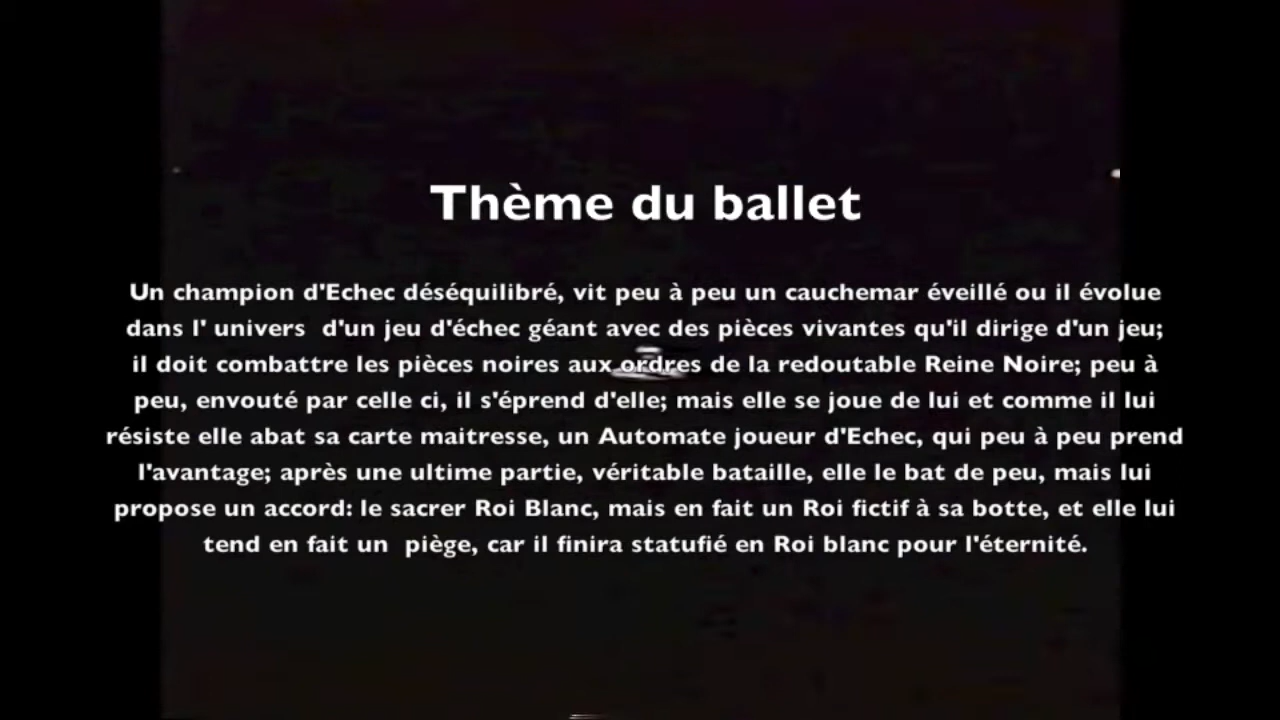 Thème du ballet
Un champion d'Echec déséquilibré, vit peu à peu un cauchemar éveillé ou il évolue
dans l' univers  d'un jeu d'échec géant avec des pièces vivantes qu'il dirige d'un jeu;
il doit combattre les pièces noires aux ordres de la redoutable Reine Noire; peu à
peu, envouté par celle ci, il s'éprend d'elle; mais elle se joue de lui et comme il lui
résiste elle abat sa carte maitresse, un Automate joueur d'Echec, qui peu à peu prend
l'avantage; après une ultime partie, véritable bataille, elle le bat de peu, mais lui
propose un accord: le sacrer Roi Blanc, mais en fait un Roi fictif à sa botte, et elle lui
tend en fait un  piège, car il finira statufié en Roi blanc pour l'éternité.